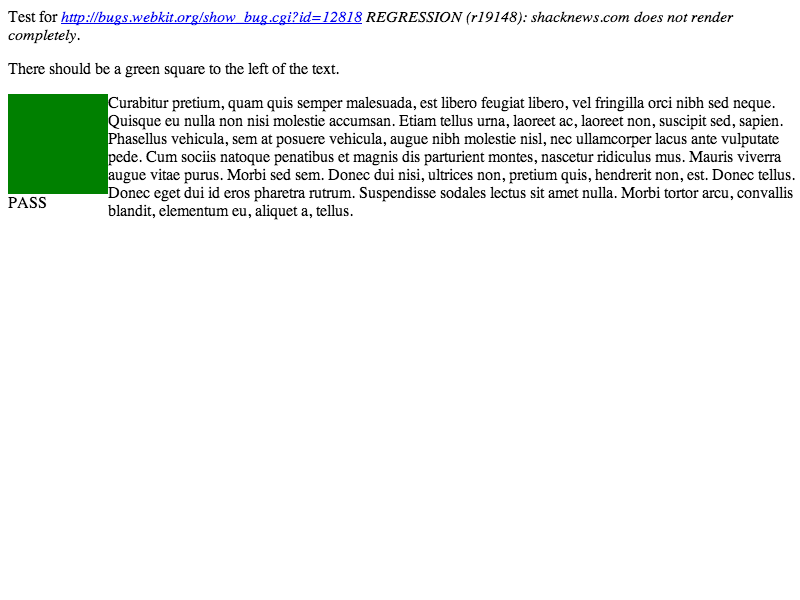 Test for http://bugs.webkit.org/show_bug.cgi?id=12818 REGRESSION (r19148): shacknews.com does not render
completely.
There should be a green square to the left of the text.
Curabitur pretium, quam quis semper malesuada, est libero feugiat libero, vel fringilla orci nibh sed neque.
Quisque eu nulla non nisi molestie accumsan. Etiam tellus urna, laoreet ac, laoreet non, suscipit sed, sapien.
Phasellus vehicula, sem at posuere vehicula, augue nibh molestie nisl, nec ullamcorper lacus ante vulputate
pede. Cum sociis natoque penatibus et magnis dis parturient montes, nascetur ridiculus mus. Mauris viverra
augue vitae purus. Morbi sed sem. Donec dui nisi, ultrices non, pretium quis, hendrerit non, est. Donec tellus.
Donec eget dui id eros pharetra rutrum. Suspendisse sodales lectus sit amet nulla. Morbi tortor arcu, convallis
blandit, elementum eu, aliquet a, tellus.
PASS